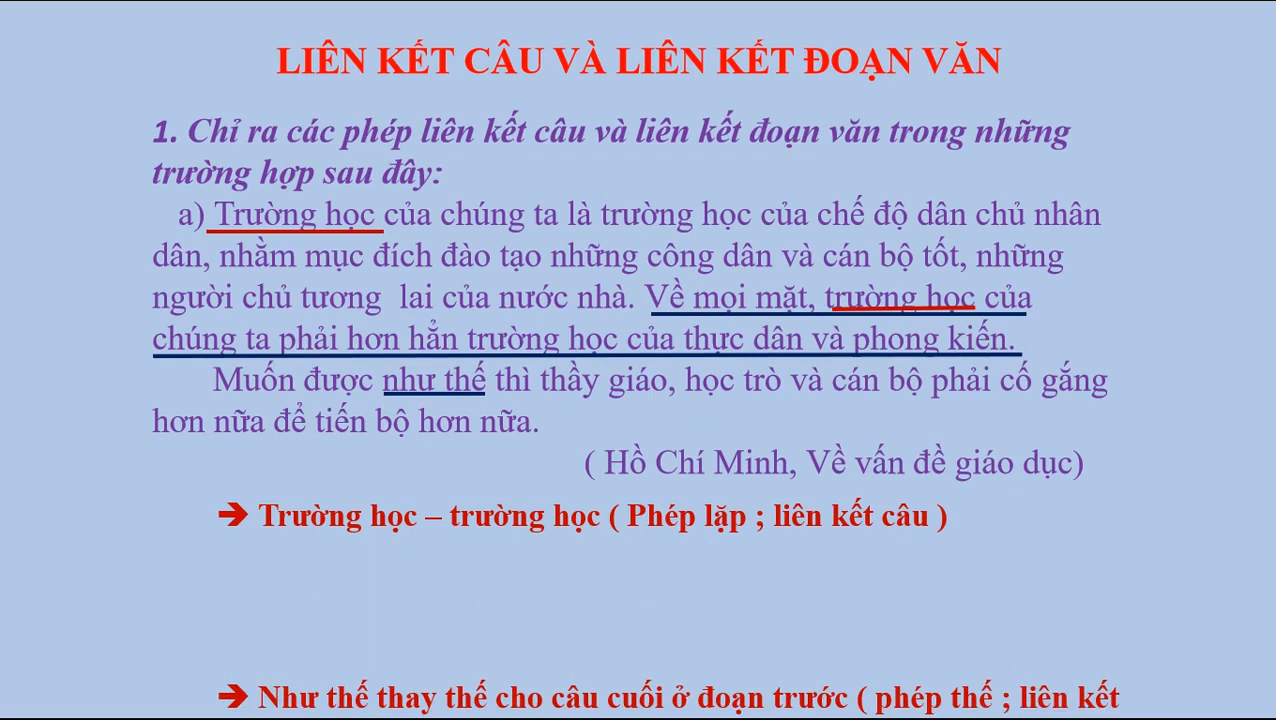 LIÊN KẾT CÂU VÀ LIÊN KẾT ĐOẠN VĂN
1. Chỉ ra các phép liên kết câu và liên kết đoạn văn trong những
trường hợp sau đây:
a) Trường học của chúng ta là trường học của chế độ dân chủ nhân
dân, nhằm mục đích đào tạo những công dân và cán bộ tốt, những
người chủ tương lai của nước nhà. Về mọi mặt, trường học của
chúng ta phải hơn hẳn trường học của thực dân và phong kiến.
Muốn được như thế thì thầy giáo, học trò và cán bộ phải cố gắng
hơn nữa để tiến bộ hơn nữa.
( Hồ Chí Minh, Về vấn đề giáo dục)
➔ Trường học – trường học ( Phép lặp ; liên kết câu )
➔ Như thế thay thế cho câu cuối ở đoạn trước ( phép thế ; liên kết